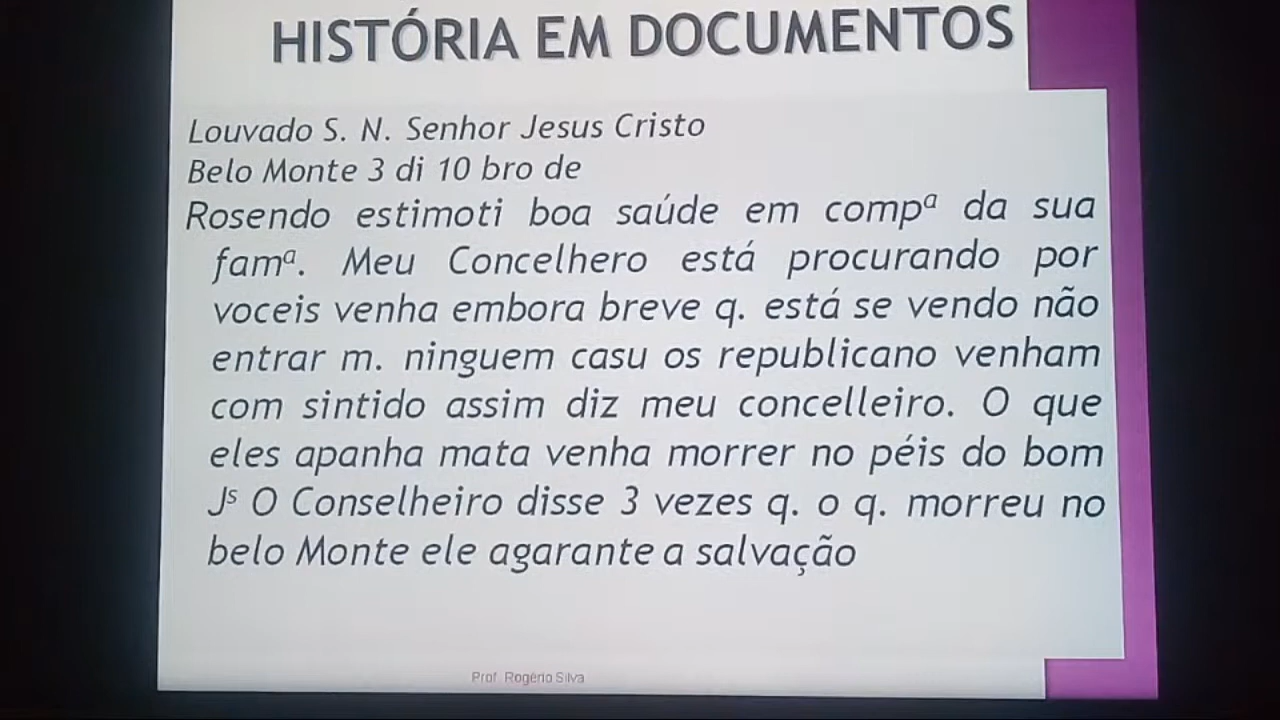 HISTÓRIA EM DOCUMENTOS
Louvado S. N. Senhor Jesus Cristo
Belo Monte 3 di 10 bro de
Rosendo estimoti boa saúde em compª da sua
famª. Meu Concelhero está procurando por
voceis venha embora breve q. está se vendo não
entrar m. ninguem casu os republicano venham
com sintido assim diz meu concelleiro. O que
eles apanha mata venha morrer no péis do bom
Jˢ O Conselheiro disse 3 vezes q. o q. morreu no
belo Monte ele agarante a salvação
Prof. Rogério Silva